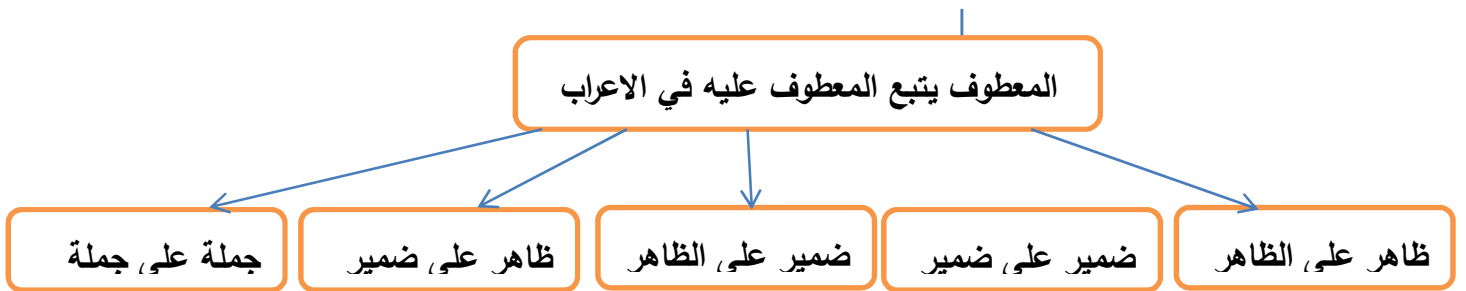 المعطوف يتبع المعطوف عليه في الاعراب
ظاهر على الظاهر
ضمير على ضمير
ضمير على الظاهر
ظاهر على ضمير
جملة على جملة